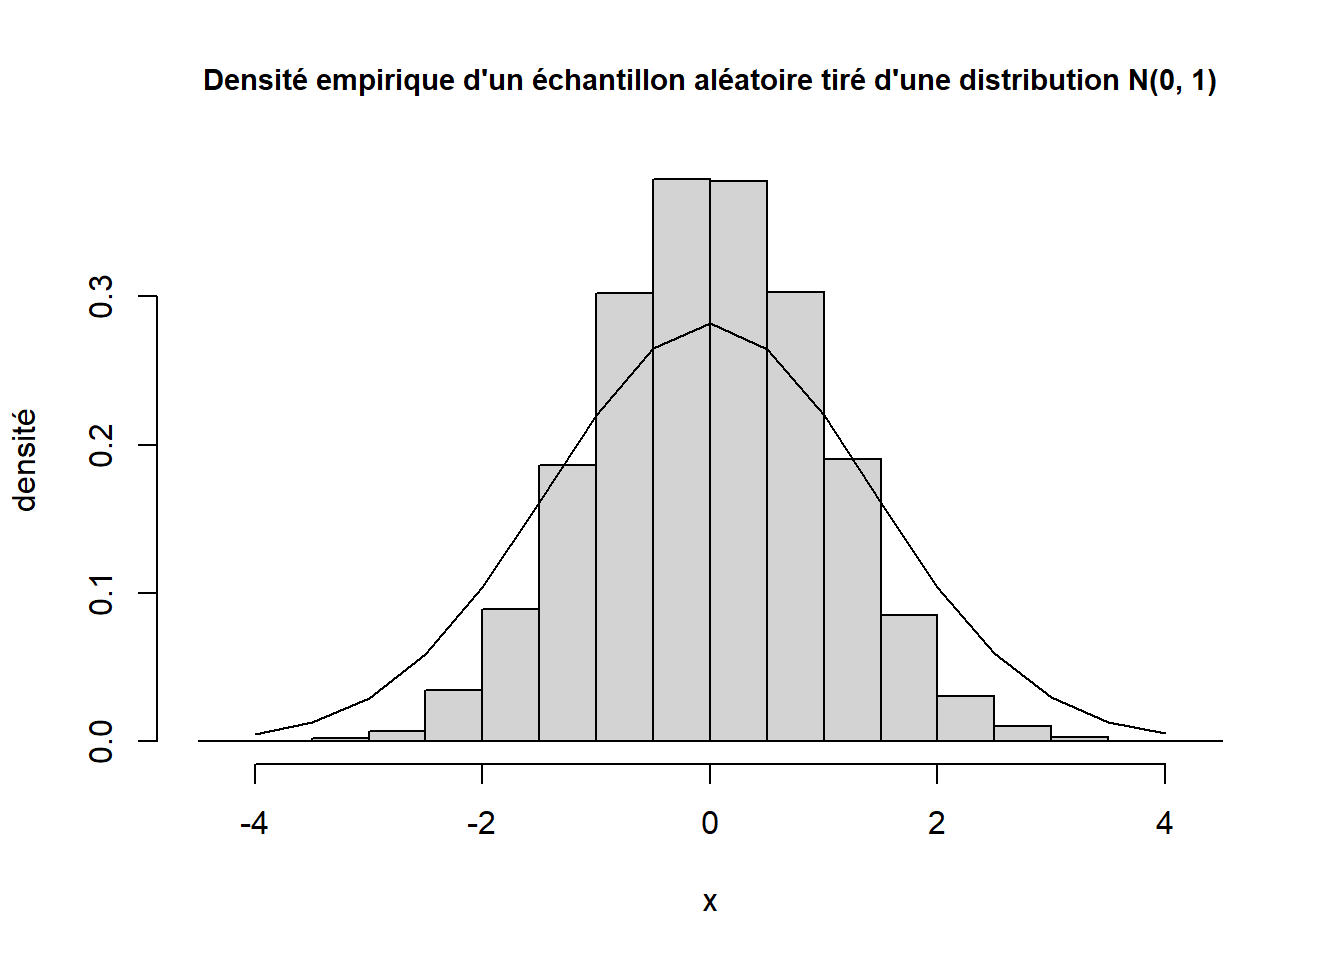 Densité empirique d'un échantillon aléatoire tiré d'une distribution N(0, 1)
densité
0.3
0.2
0.1
0.0
-4 -2 0 2 4
x